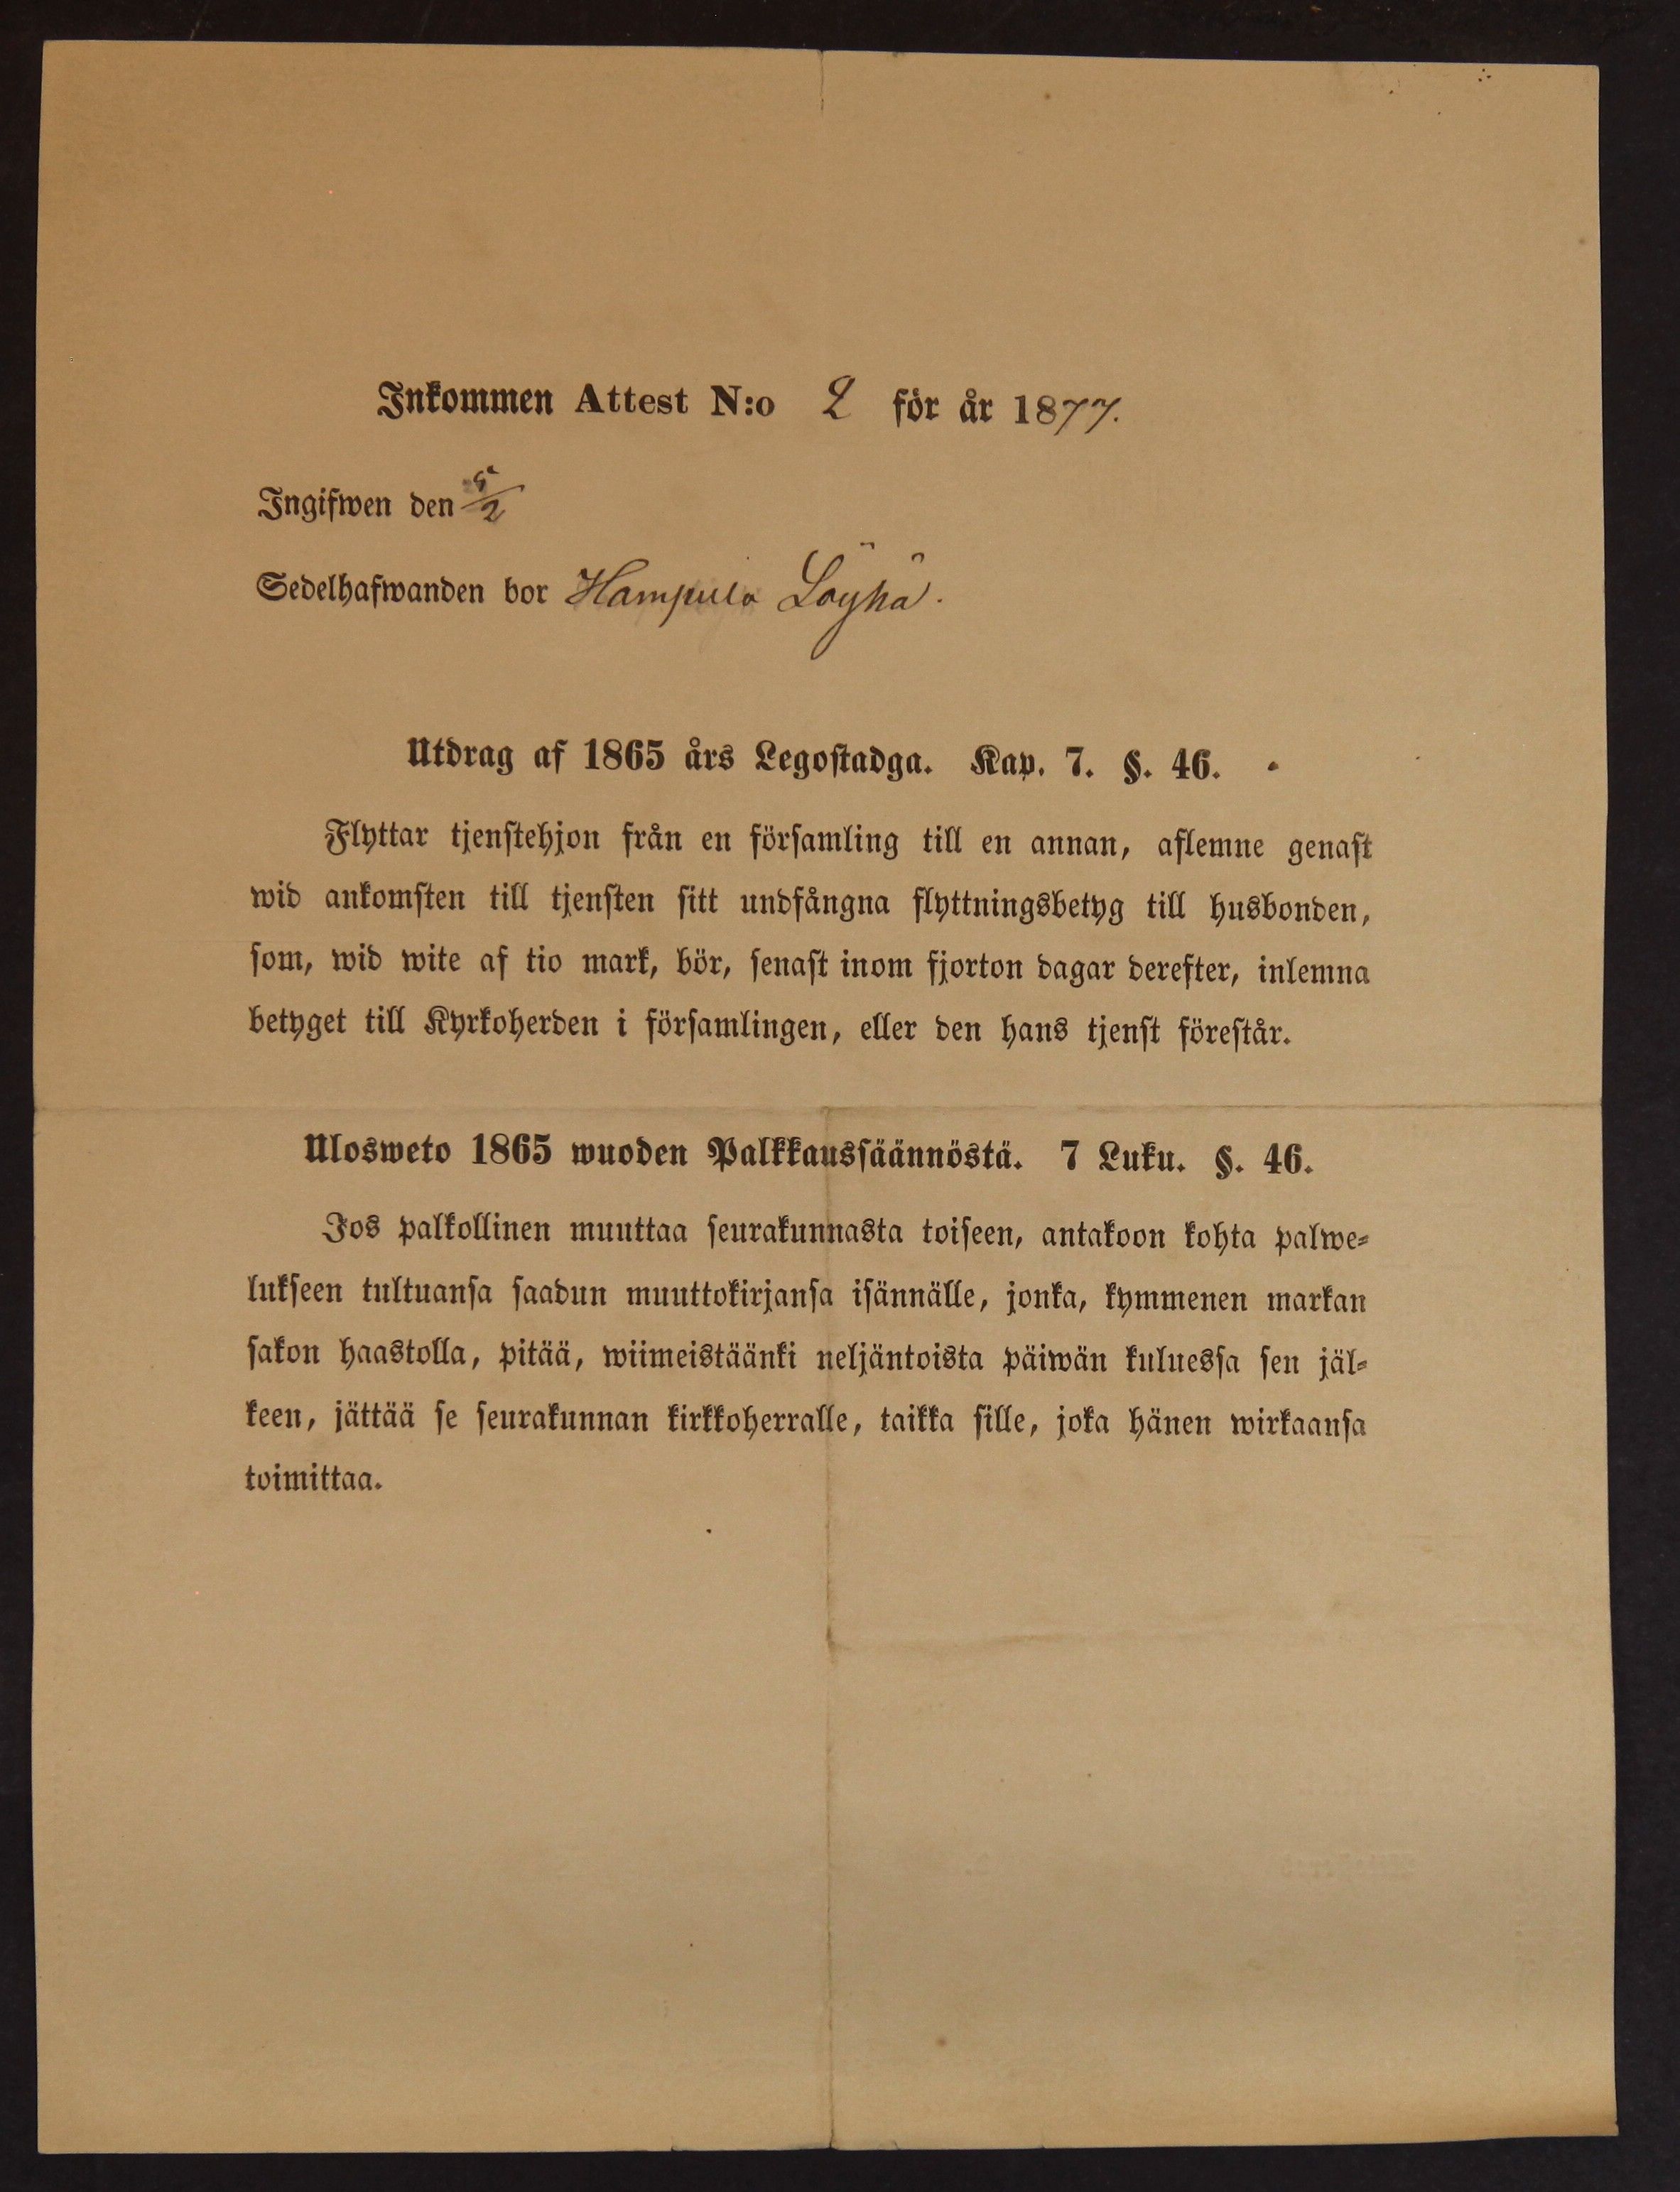 Inkommen Attest N:o 2 för år 1877.
Ingifwen den 5/2
Sedelhafwanden bor Hampula Löyhä.
Utdrag af 1865 års Legostadga. Kap. 7. §. 46.
Flyttar tjenstehjon från en församling till en annan, aflemne genast
wid ankomsten till tjensten sitt undfångna flyttningsbetyg till husbonden,
som, wid wite af tio mark, bör, senast inom fjorton dagar derefter, inlemna
betyget till Kyrkoherden i församlingen, eller den hans tjenst förestår.
Ulosweto 1865 wuoden Palkkaussäännöstä. 7 Luku. §. 46.
Jos palkollinen muuttaa seurakunnasta toiseen, antakoon kohta palwe=
lukseen tultuansa saadun muuttokirjansa isännälle, jonka, kymmenen markan
sakon haastolla, pitää, wiimeistäänki neljäntoista päiwän kuluessa sen jäl=
keen, jättää se seurakunnan kirkkoherralle, taikka sille, joka hänen wirkaansa
toimittaa.